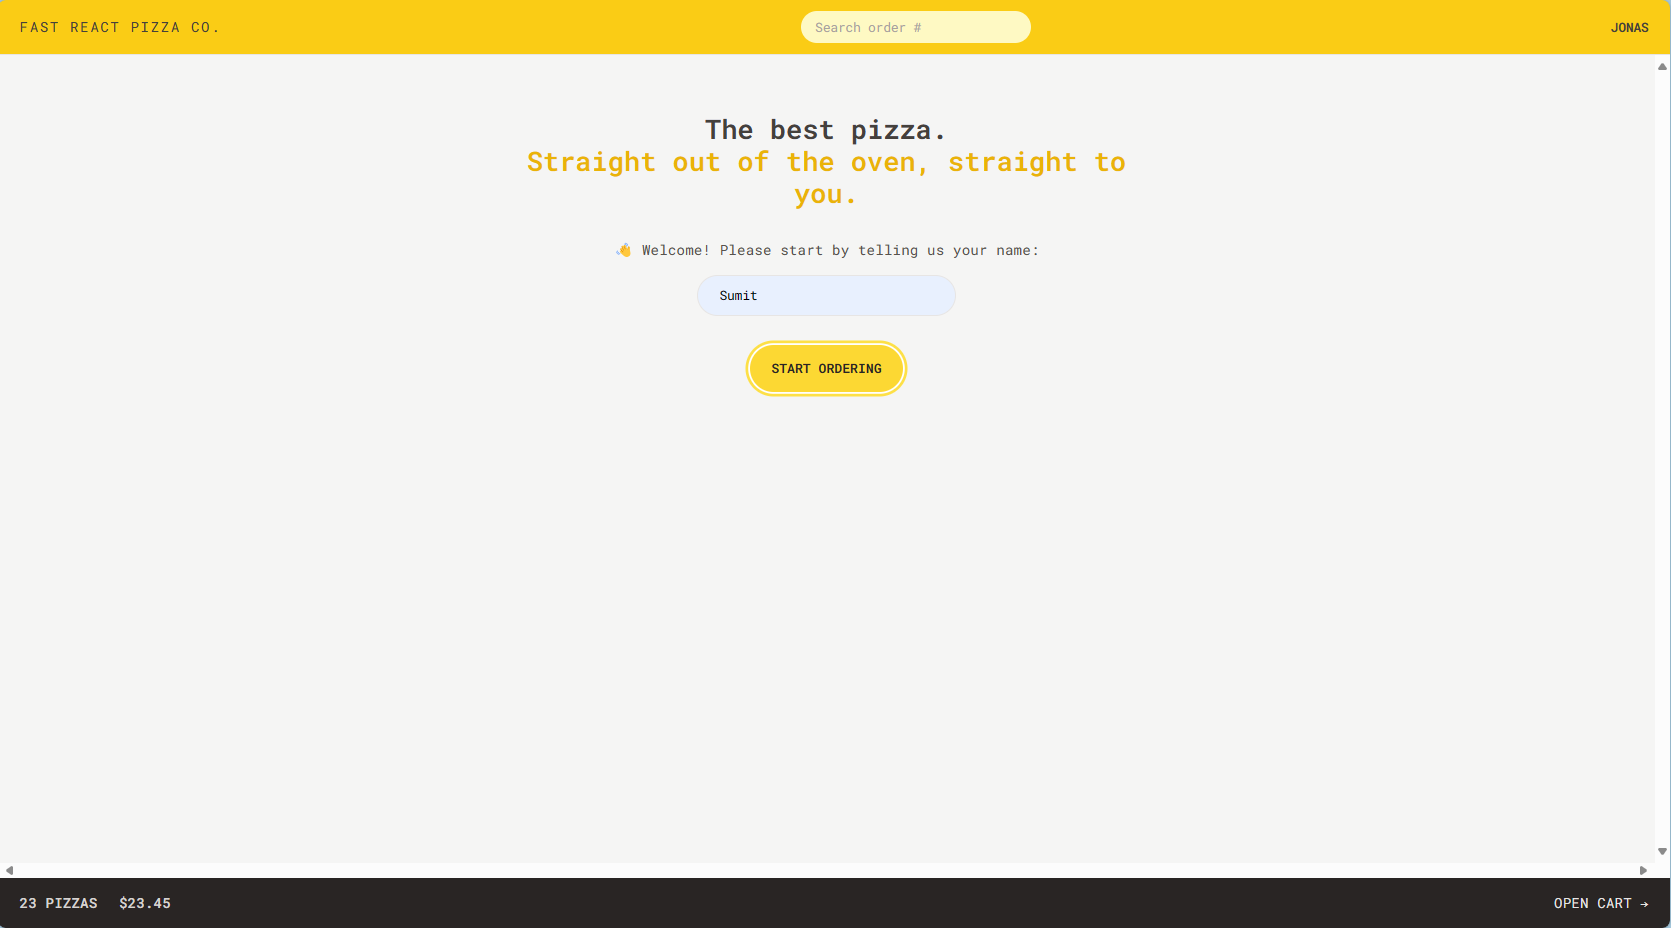 FAST REACT PIZZA CO.
Search order #
JONAS
The best pizza.
Straight out of the oven, straight to
you.
👋 Welcome! Please start by telling us your name:
Sumit
START ORDERING
23 PIZZAS $23.45
OPEN CART →